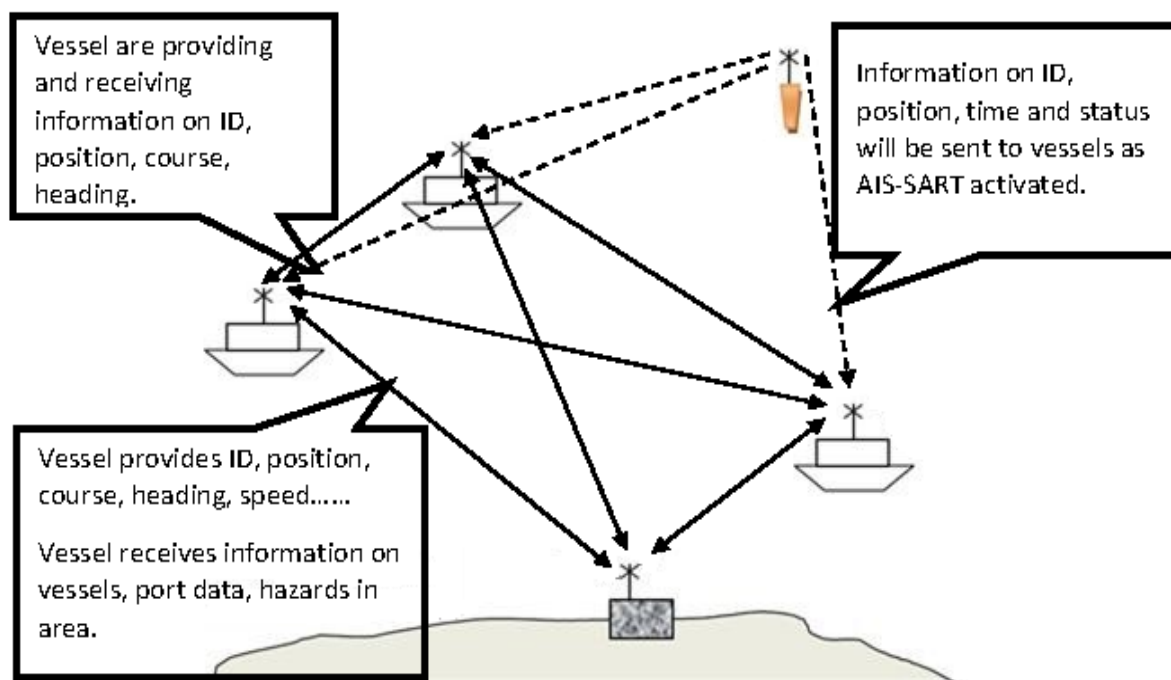 Vessel are providing
and receiving
information on ID,
position, course,
heading.
Information on ID,
position, time and status
will be sent to vessels as
AIS-SART activated.
Vessel provides ID, position,
course, heading, speed......
Vessel receives information on
vessels, port data, hazards in
area.